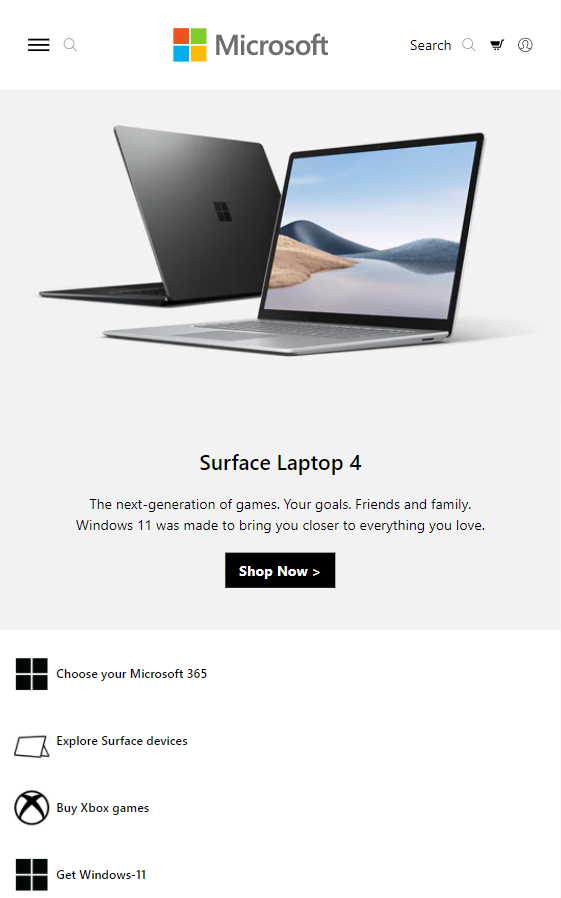 Microsoft
Search
Surface Laptop 4
The next-generation of games. Your goals. Friends and family.
Windows 11 was made to bring you closer to everything you love.
Shop Now >
Choose your Microsoft 365
Explore Surface devices
Buy Xbox games
Get Windows-11